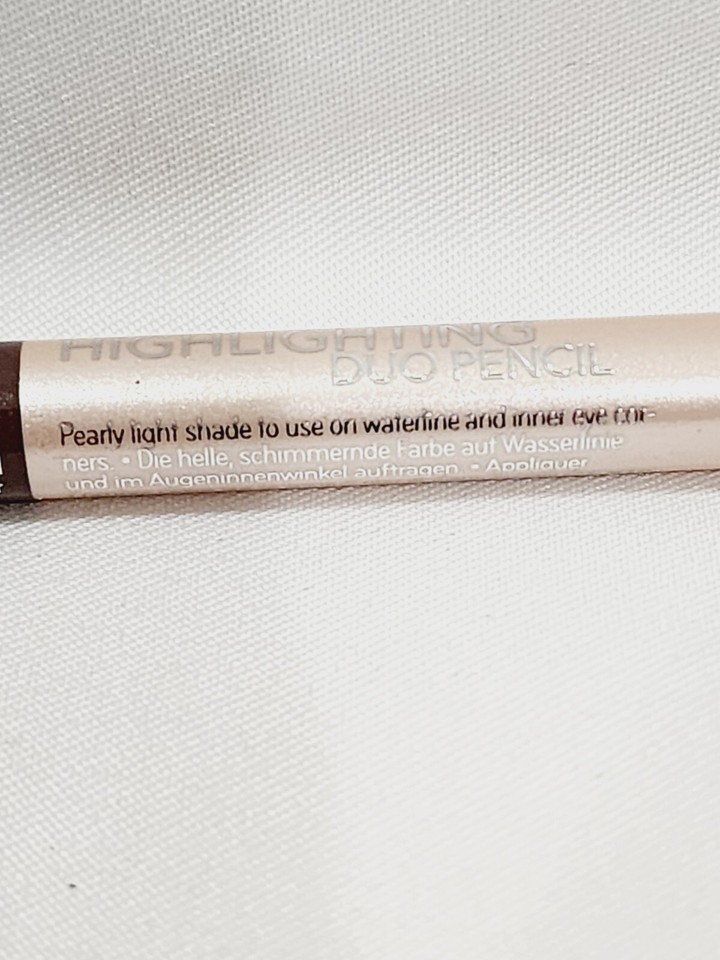 HIGHLIGHTING
DUO PENCIL
Pearly light shade to use on waterline and inner eye cor-
ners. • Die helle, schimmernde Farbe auf Wasserlinie
und im Augeninnenwinkel auftragen. • Appliquer